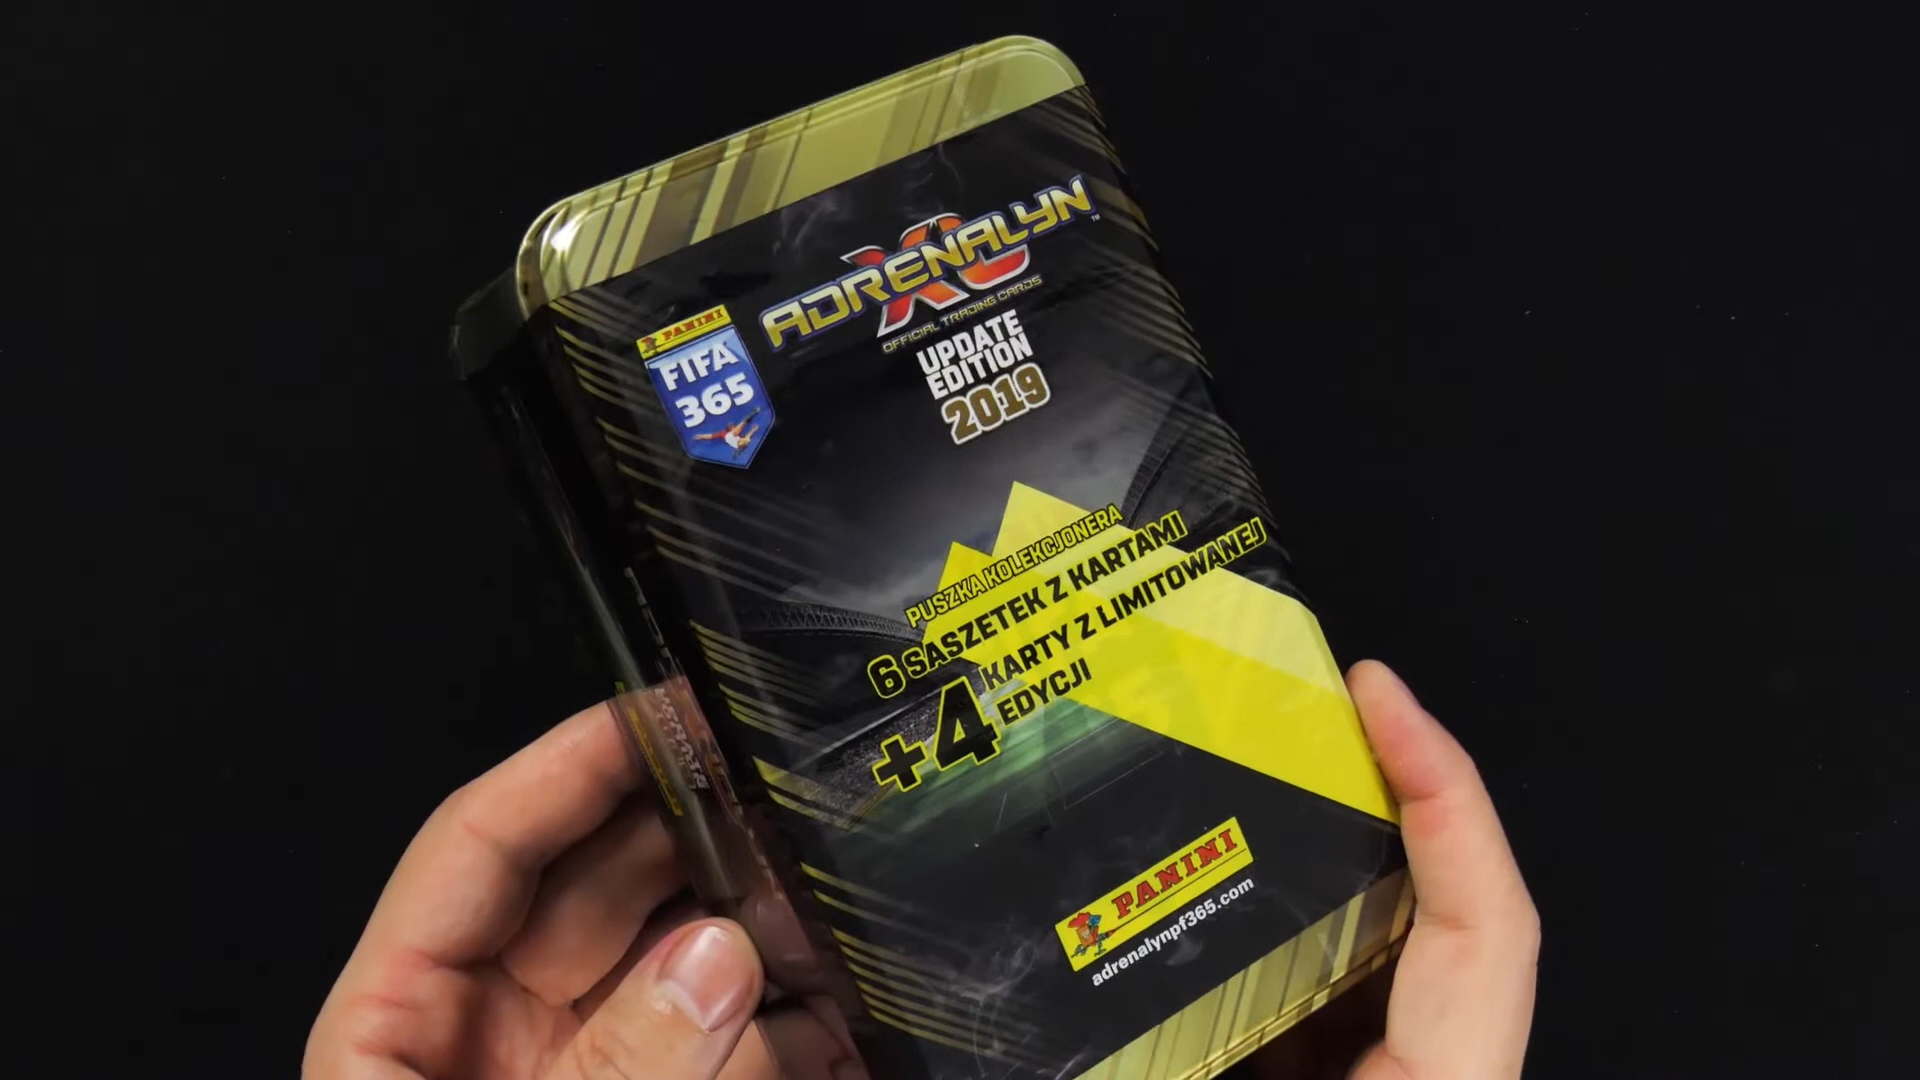 ADRENALYN
XL
™
OFFICIAL TRADING CARDS
UPDATE
EDITION
2019
PANINI
FIFA
365
PUSZKA KOLEKCJONERA
6 SASZETEK Z KARTAMI
+4 KARTY Z LIMITOWANEJ
EDYCJI
PANINI
adrenalynpf365.com